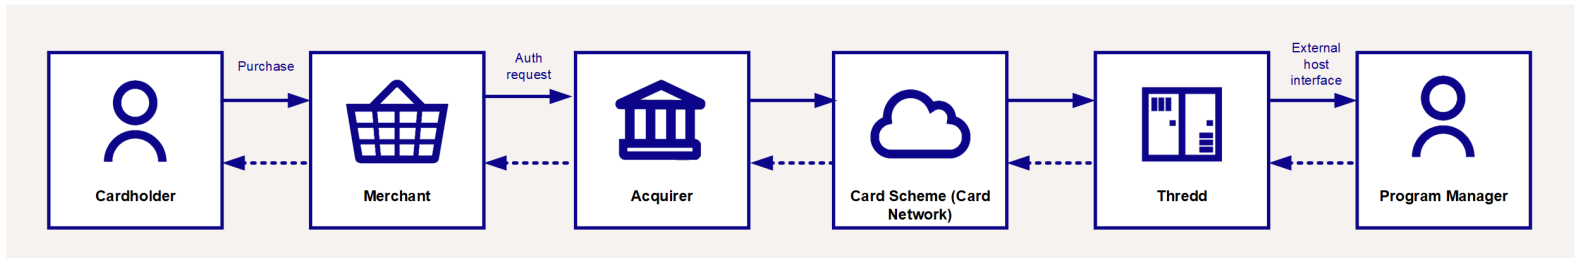 Purchase
Auth
request
External
host
interface
Cardholder
Merchant
Acquirer
Card Scheme (Card
Network)
Thredd
Program Manager